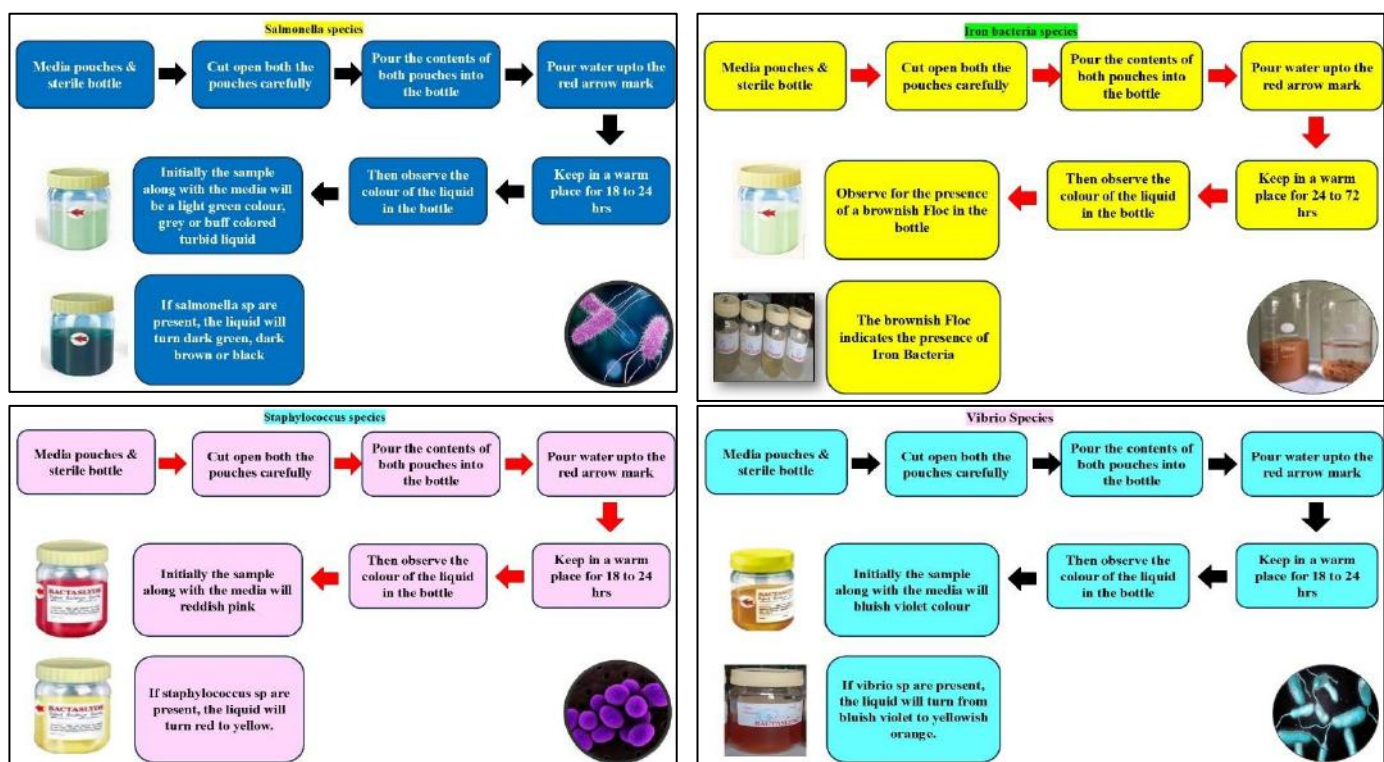 Salmonella species
Media pouches &
sterile bottle
Cut open both the
pouches carefully
Pour the contents of
both pouches into
the bottle
Pour water upto the
red arrow mark
Keep in a warm
place for 18 to 24
hrs
Then observe the
colour of the liquid
in the bottle
Initially the sample
along with the media will
be a light green colour,
grey or buff colored
turbid liquid
If salmonella sp are
present, the liquid will
turn dark green, dark
brown or black
Iron bacteria species
Media pouches &
sterile bottle
Cut open both the
pouches carefully
Pour the contents of
both pouches into
the bottle
Pour water upto the
red arrow mark
Keep in a warm
place for 24 to 72
hrs
Then observe the
colour of the liquid
in the bottle
Observe for the presence
of a brownish Floc in the
bottle
The brownish Floc
indicates the presence of
Iron Bacteria
Staphylococcus species
Media pouches &
sterile bottle
Cut open both the
pouches carefully
Pour the contents of
both pouches into
the bottle
Pour water upto the
red arrow mark
Keep in a warm
place for 18 to 24
hrs
Then observe the
colour of the liquid
in the bottle
Initially the sample
along with the media will
reddish pink
BACTASLYDE
If staphylococcus sp are
present, the liquid will
turn red to yellow.
BACTASLYDE
Vibrio Species
Media pouches &
sterile bottle
Cut open both the
pouches carefully
Pour the contents of
both pouches into
the bottle
Pour water upto the
red arrow mark
Keep in a warm
place for 18 to 24
hrs
Then observe the
colour of the liquid
in the bottle
Initially the sample
along with the media will
bluish violet colour
If vibrio sp are present,
the liquid will turn from
bluish violet to yellowish
orange.